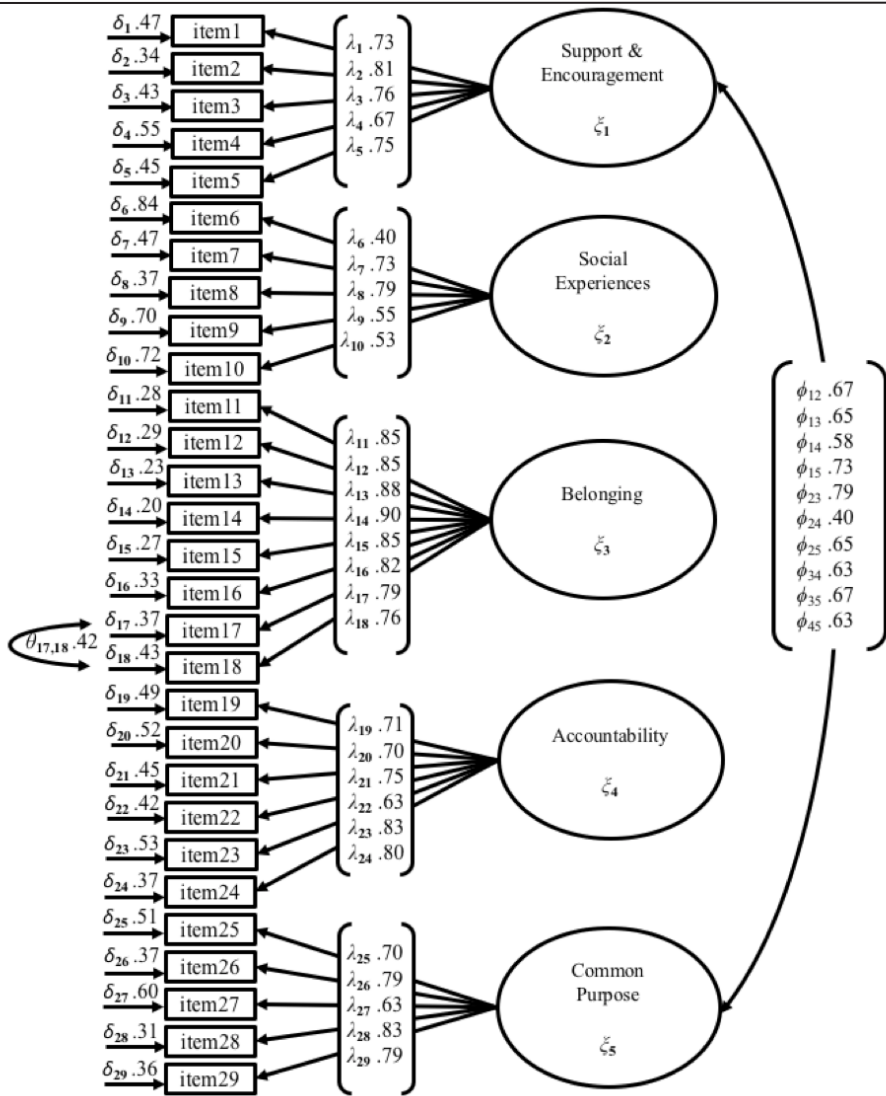 δ₁ .47
item1
δ₂ .34
item2
δ₃ .43
item3
δ₄ .55
item4
δ₅ .45
item5
λ₁ .73
λ₂ .81
λ₃ .76
λ₄ .67
λ₅ .75
Support &
Encouragement
ξ₁
δ₆ .84
item6
δ₇ .47
item7
δ₈ .37
item8
δ₉ .70
item9
δ₁₀ .72
item10
λ₆ .40
λ₇ .73
λ₈ .79
λ₉ .55
λ₁₀ .53
Social
Experiences
ξ₂
δ₁₁ .28
item11
δ₁₂ .29
item12
δ₁₃ .23
item13
δ₁₄ .20
item14
δ₁₅ .27
item15
δ₁₆ .33
item16
δ₁₇ .37
item17
θ₁₇,₁₈ .42
δ₁₈ .43
item18
λ₁₁ .85
λ₁₂ .85
λ₁₃ .88
λ₁₄ .90
λ₁₅ .85
λ₁₆ .82
λ₁₇ .79
λ₁₈ .76
Belonging
ξ₃
δ₁₉ .49
item19
δ₂₀ .52
item20
δ₂₁ .45
item21
δ₂₂ .42
item22
δ₂₃ .53
item23
δ₂₄ .37
item24
λ₁₉ .71
λ₂₀ .70
λ₂₁ .75
λ₂₂ .63
λ₂₃ .83
λ₂₄ .80
Accountability
ξ₄
δ₂₅ .51
item25
δ₂₆ .37
item26
δ₂₇ .60
item27
δ₂₈ .31
item28
δ₂₉ .36
item29
λ₂₅ .70
λ₂₆ .79
λ₂₇ .63
λ₂₈ .83
λ₂₉ .79
Common
Purpose
ξ₅
ϕ₁₂ .67
ϕ₁₃ .65
ϕ₁₄ .58
ϕ₁₅ .73
ϕ₂₃ .79
ϕ₂₄ .40
ϕ₂₅ .65
ϕ₃₄ .63
ϕ₃₅ .67
ϕ₄₅ .63